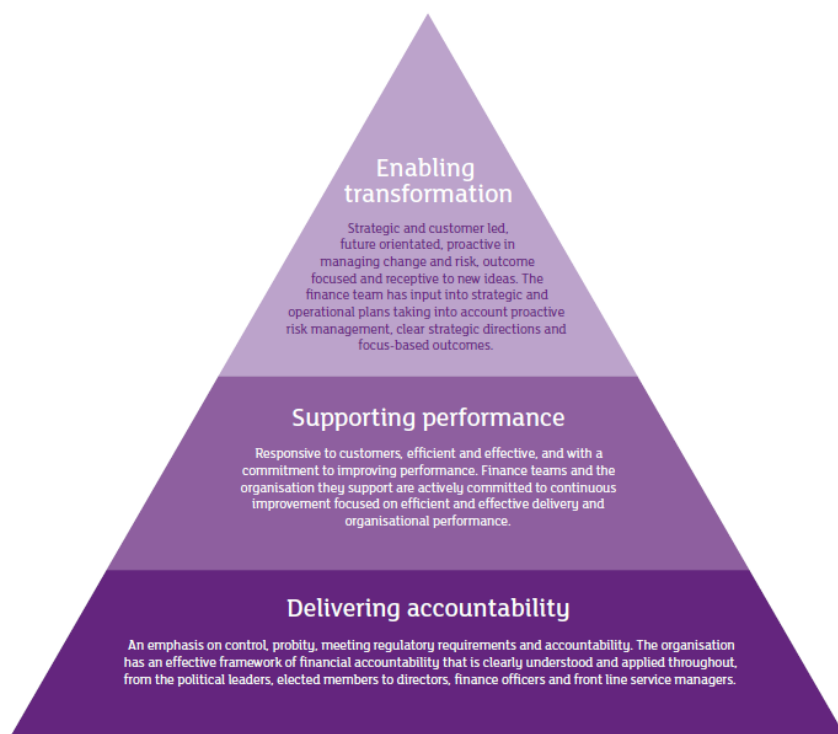 Enabling
transformation
Strategic and customer led,
future orientated, proactive in
managing change and risk, outcome
focused and receptive to new ideas. The
finance team has input into strategic and
operational plans taking into account proactive
risk management, clear strategic directions and
focus-based outcomes.
Supporting performance
Responsive to customers, efficient and effective, and with a
commitment to improving performance. Finance teams and the
organisation they support are actively committed to continuous
improvement focused on efficient and effective delivery and
organisational performance.
Delivering accountability
An emphasis on control, probity, meeting regulatory requirements and accountability. The organisation
has an effective framework of financial accountability that is clearly understood and applied throughout,
from the political leaders, elected members to directors, finance officers and front line service managers.